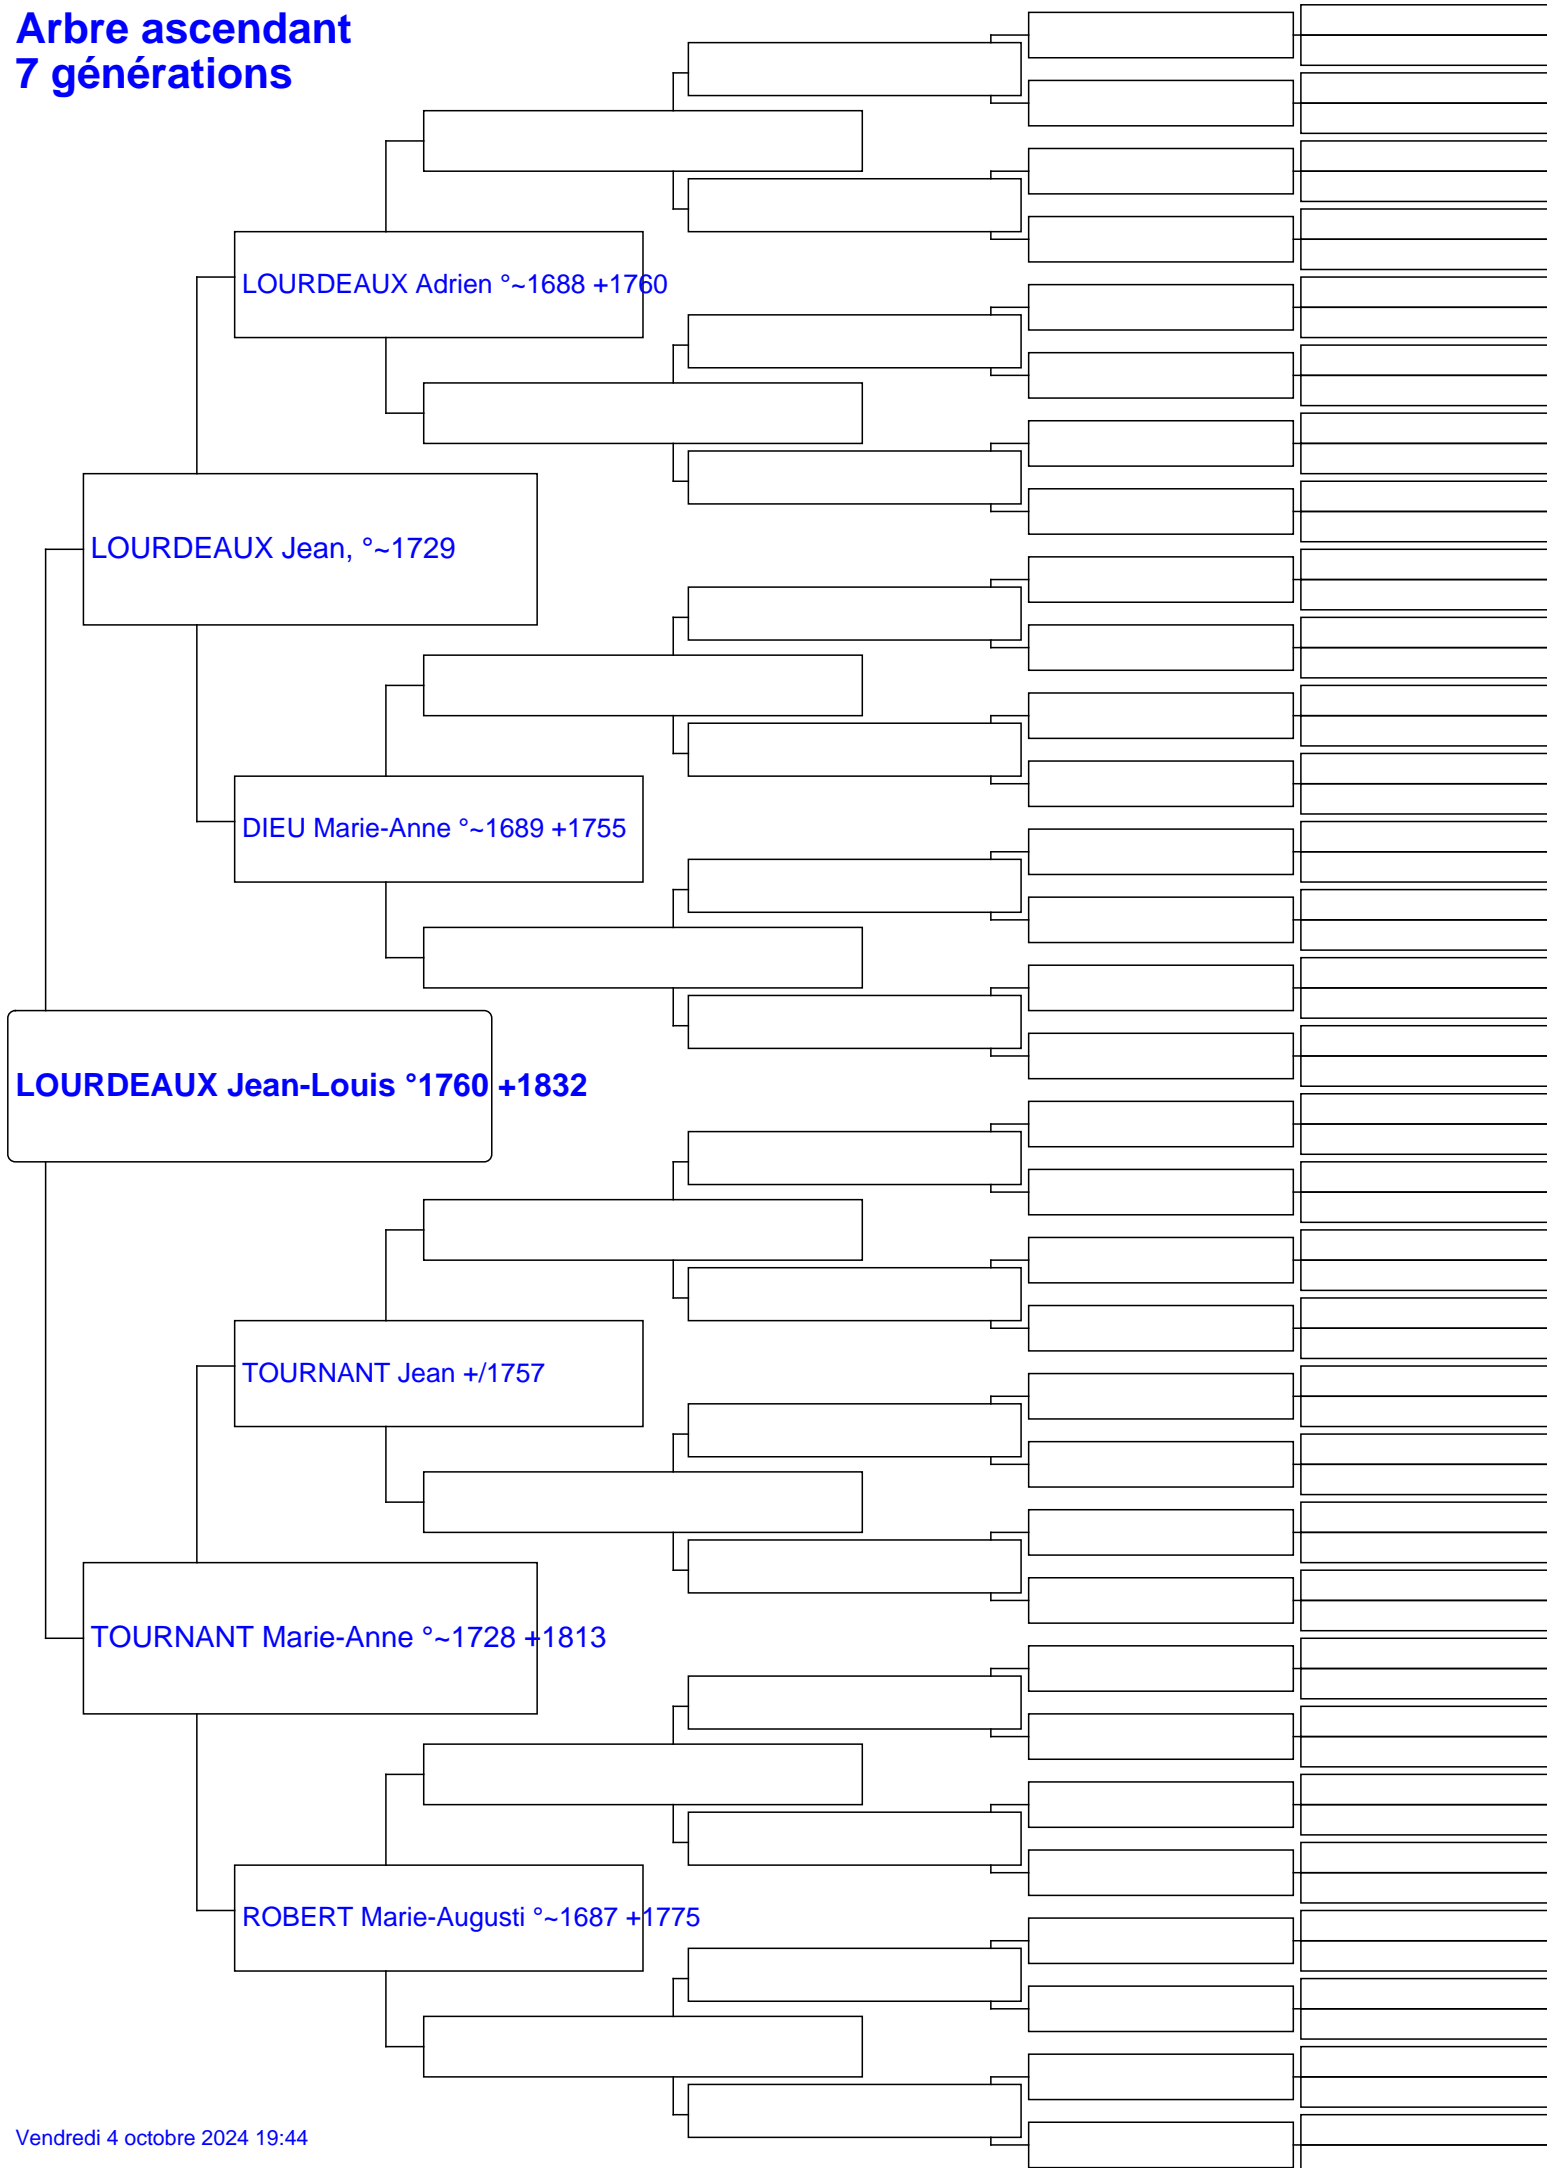 Arbre ascendant
7 générations
LOURDEAUX Adrien °~1688 +1760
LOURDEAUX Jean, °~1729
DIEU Marie-Anne °~1689 +1755
LOURDEAUX Jean-Louis °1760 +1832
TOURNANT Jean +/1757
TOURNANT Marie-Anne °~1728 +1813
ROBERT Marie-Augusti °~1687 +1775
Vendredi 4 octobre 2024 19:44